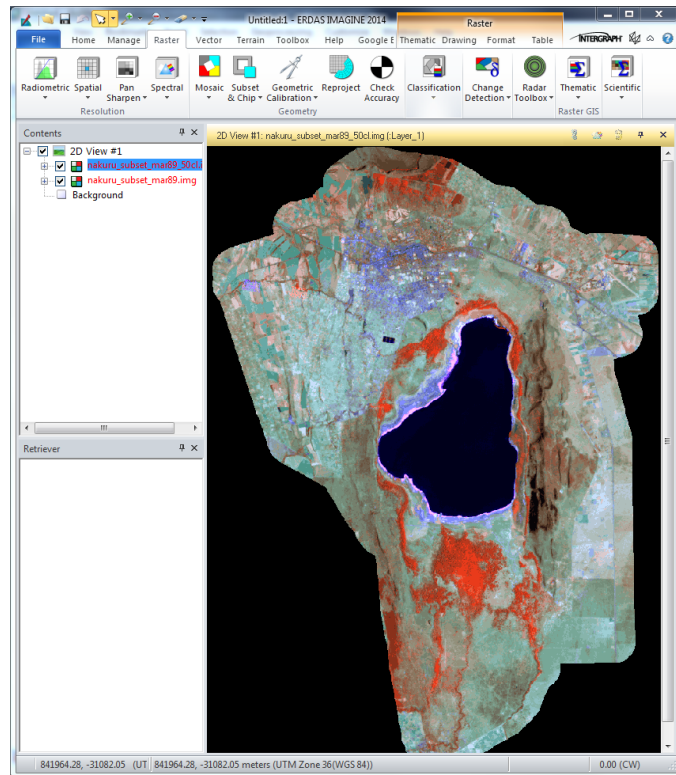 Untitled:1 - ERDAS IMAGINE 2014
Raster
File Home Manage Raster Vector Terrain Toolbox Help Google E Thematic Drawing Format Table INTERGRAPH
Radiometric Spatial Pan Sharpen Spectral Mosaic Subset & Chip Geometric Calibration Reproject Check Accuracy Classification Change Detection Radar Toolbox Thematic Scientific
Resolution Geometry Raster GIS
Contents
2D View #1: nakuru_subset_mar89_50cl.img (:Layer_1)
2D View #1
nakuru_subset_mar89_50cl.i
nakuru_subset_mar89.img
Background
Retriever
841964.28, -31082.05 (UT 841964.28, -31082.05 meters (UTM Zone 36(WGS 84)) 0.00 (CW)